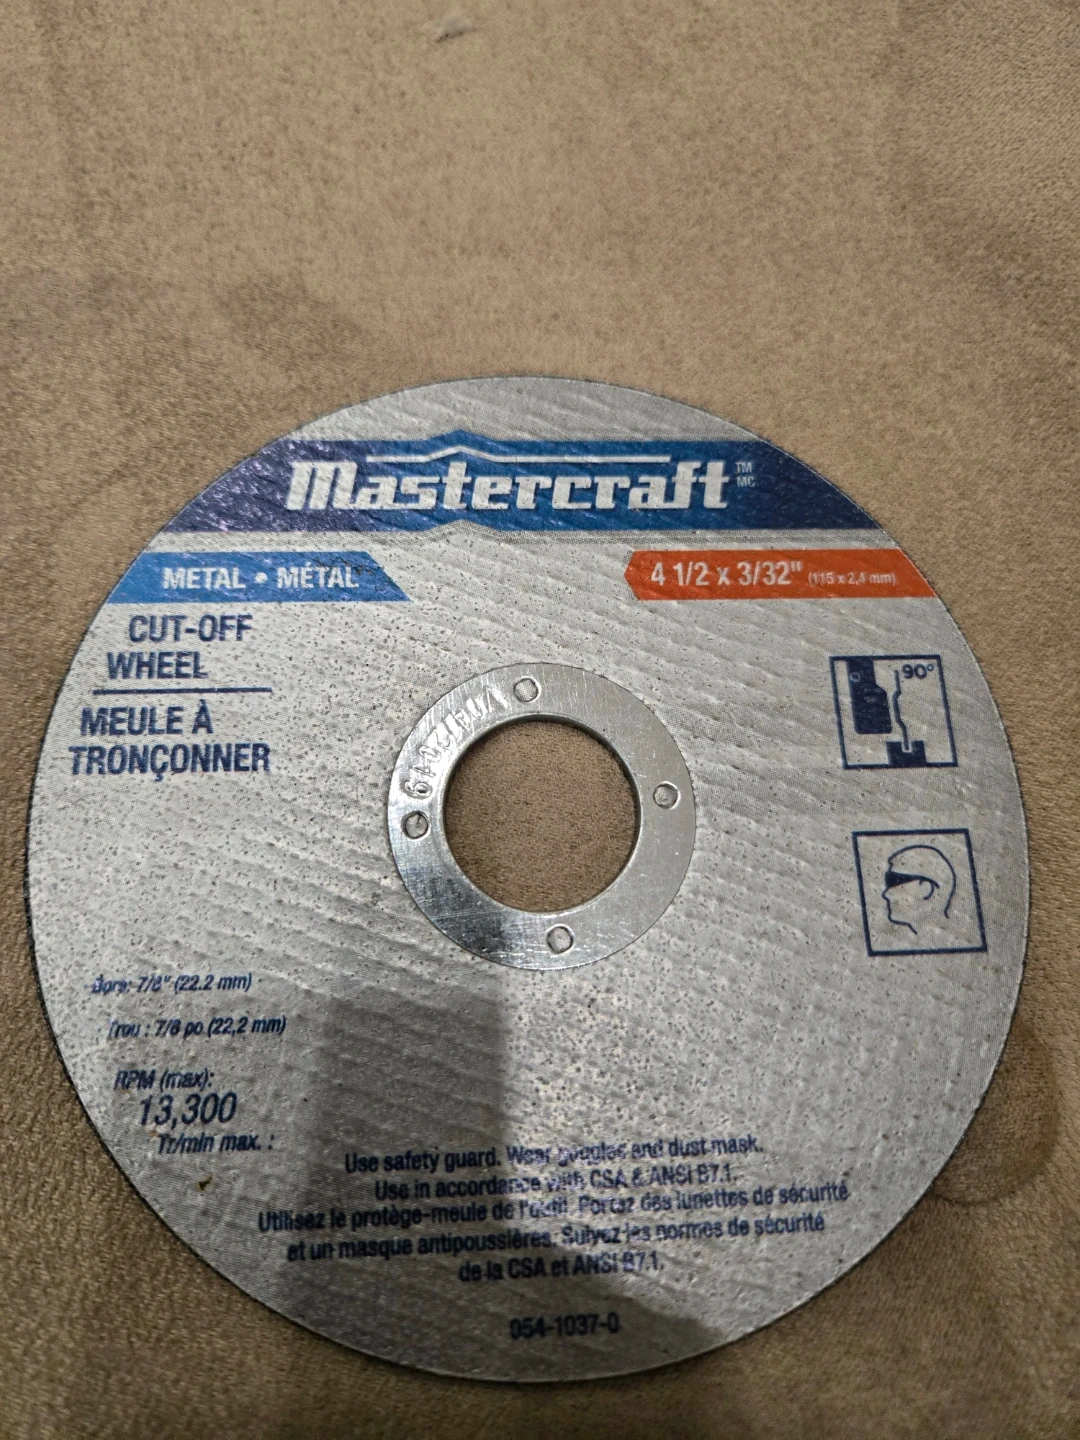 Mastercraft
TM
MC
METAL • MÉTAL
4 1/2 x 3/32" (115 x 2,4 mm)
CUT-OFF
WHEEL
MEULE À
TRONÇONNER
90°
Bore: 7/8" (22.2 mm)
Trou : 7/8 po (22,2 mm)
RPM (max):
13,300
Tr/min max. :
Use safety guard. Wear goggles and dust mask.
Use in accordance with CSA & ANSI B7.1.
Utilisez le protège-meule de l'outil. Portez des lunettes de sécurité
et un masque antipoussières. Suivez les normes de sécurité
de la CSA et ANSI B7.1.
054-1037-0